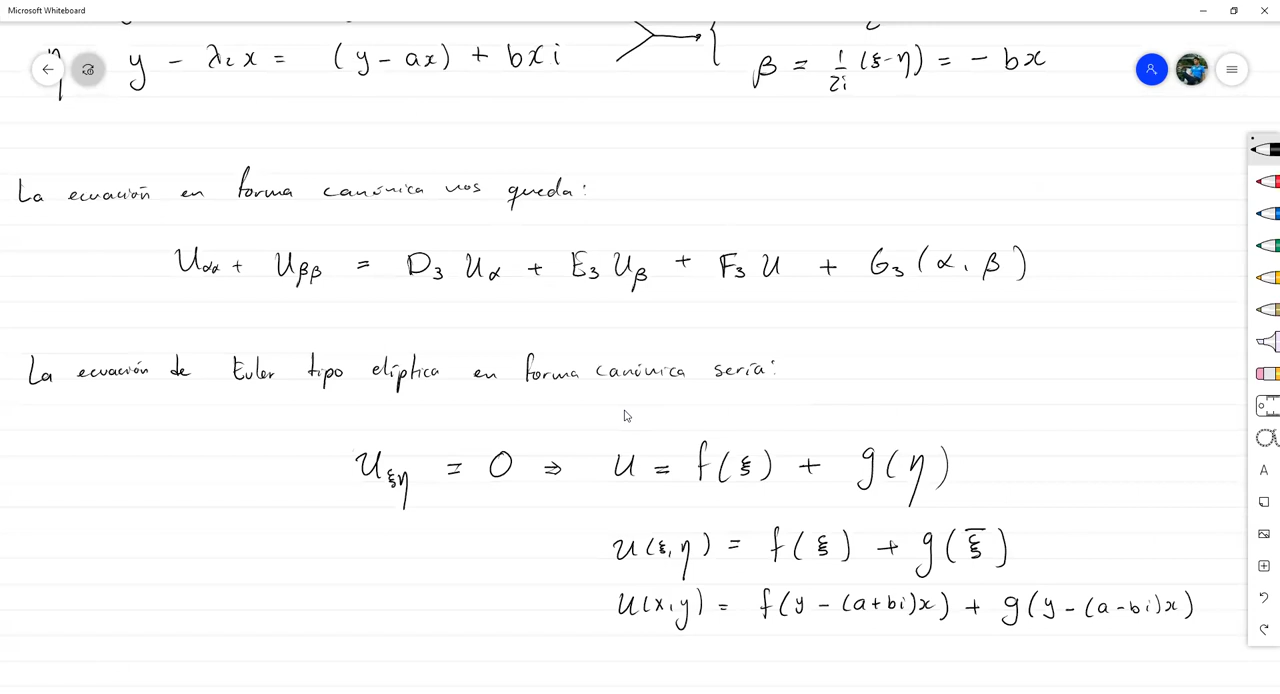 Microsoft Whiteboard
η y - λ₂x = (y - ax) + bxi
β = 1/2i (ξ-η) = - bx
La ecuación en forma canónica nos queda:
Uαα + Uββ = D₃ Uα + E₃ Uβ + F₃ U + G₃ (α, β)
La ecuación de Euler tipo elíptica en forma canónica sería:
Uξη = 0 ⇒ U = f(ξ) + g(η)
U(ξ,η) = f(ξ) + g(ξ̄)
U(x,y) = f(y - (a+bi)x) + g(y - (a-bi)x)